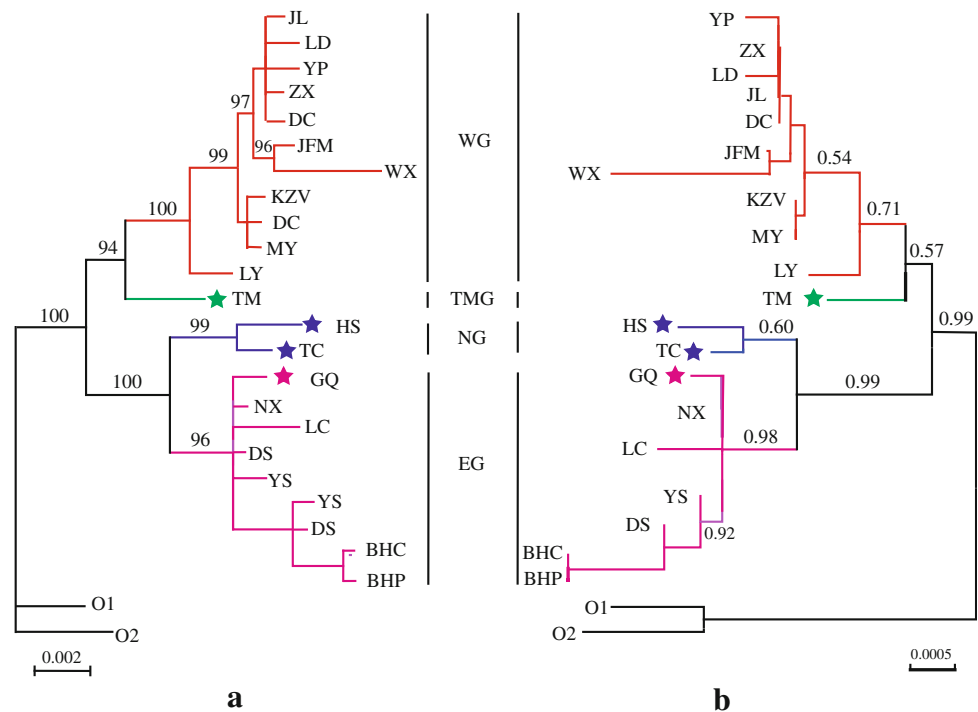 JL
LD
YP
ZX
DC
JFM
WX
KZV
DC
MY
LY
TM
HS
TC
GQ
NX
LC
DS
YS
YS
DS
BHC
BHP
O1
O2
97
96
99
100
94
100
99
100
96
0.002
a
WG
TMG
NG
EG
YP
ZX
LD
JL
DC
JFM
WX
KZV
MY
LY
TM
HS
TC
GQ
NX
LC
YS
DS
BHC
BHP
O1
O2
0.54
0.71
0.57
0.99
0.60
0.99
0.98
0.92
0.0005
b